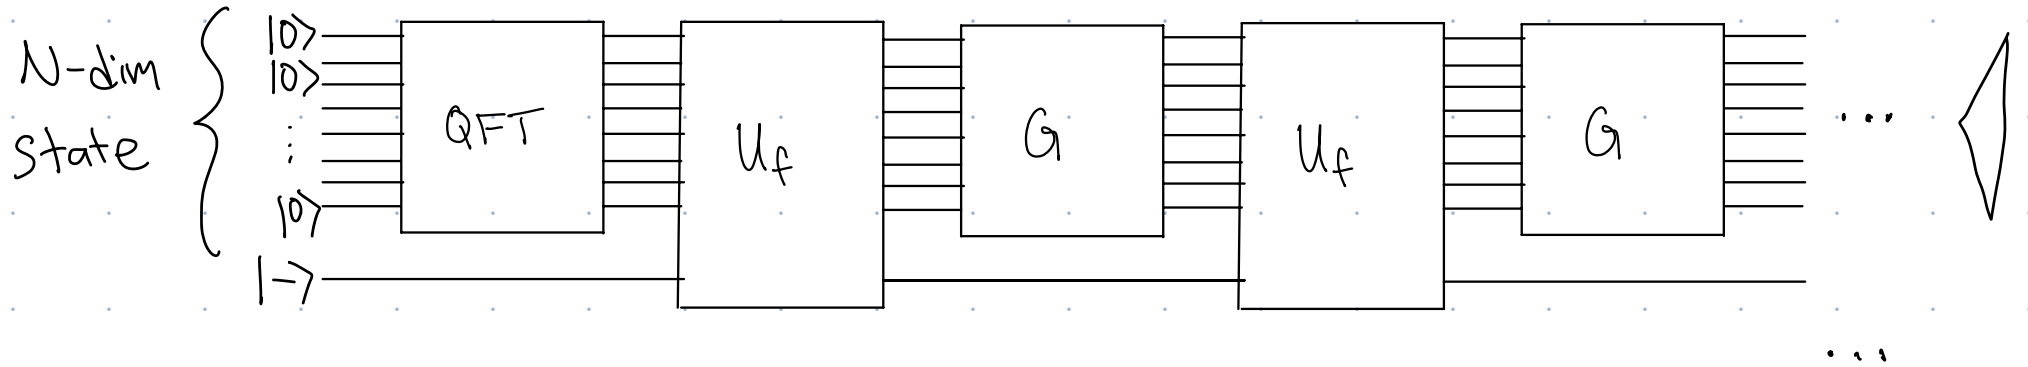 N-dim
state
|0⟩
|0⟩
⋮
|0⟩
|−⟩
QFT
U_f
G
U_f
G
...
...